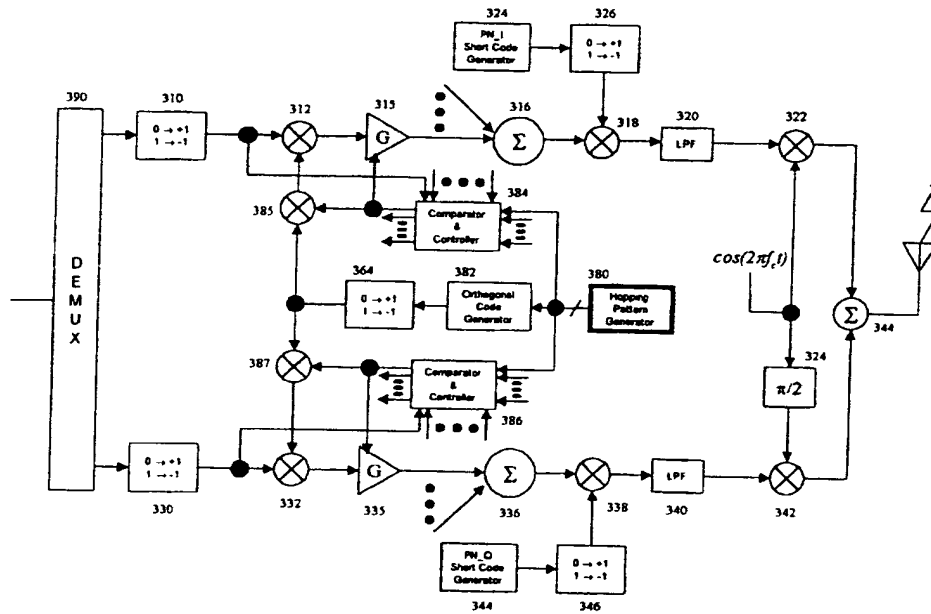 324
326
PN_I
Short Code
Generator
0 → +1
1 → -1
390
310
312
315
316
318
320
322
0 → +1
1 → -1
G
Σ
LPF
384
385
Comparator
&
Controller
DEMUX
364
382
380
cos(2πf_c t)
0 → +1
1 → -1
Orthogonal
Code
Generator
Hopping
Pattern
Generator
Σ
344
387
324
Comparator
&
Controller
π/2
386
0 → +1
1 → -1
G
Σ
LPF
330
332
335
336
338
340
342
PN_Q
Short Code
Generator
0 → +1
1 → -1
344
346